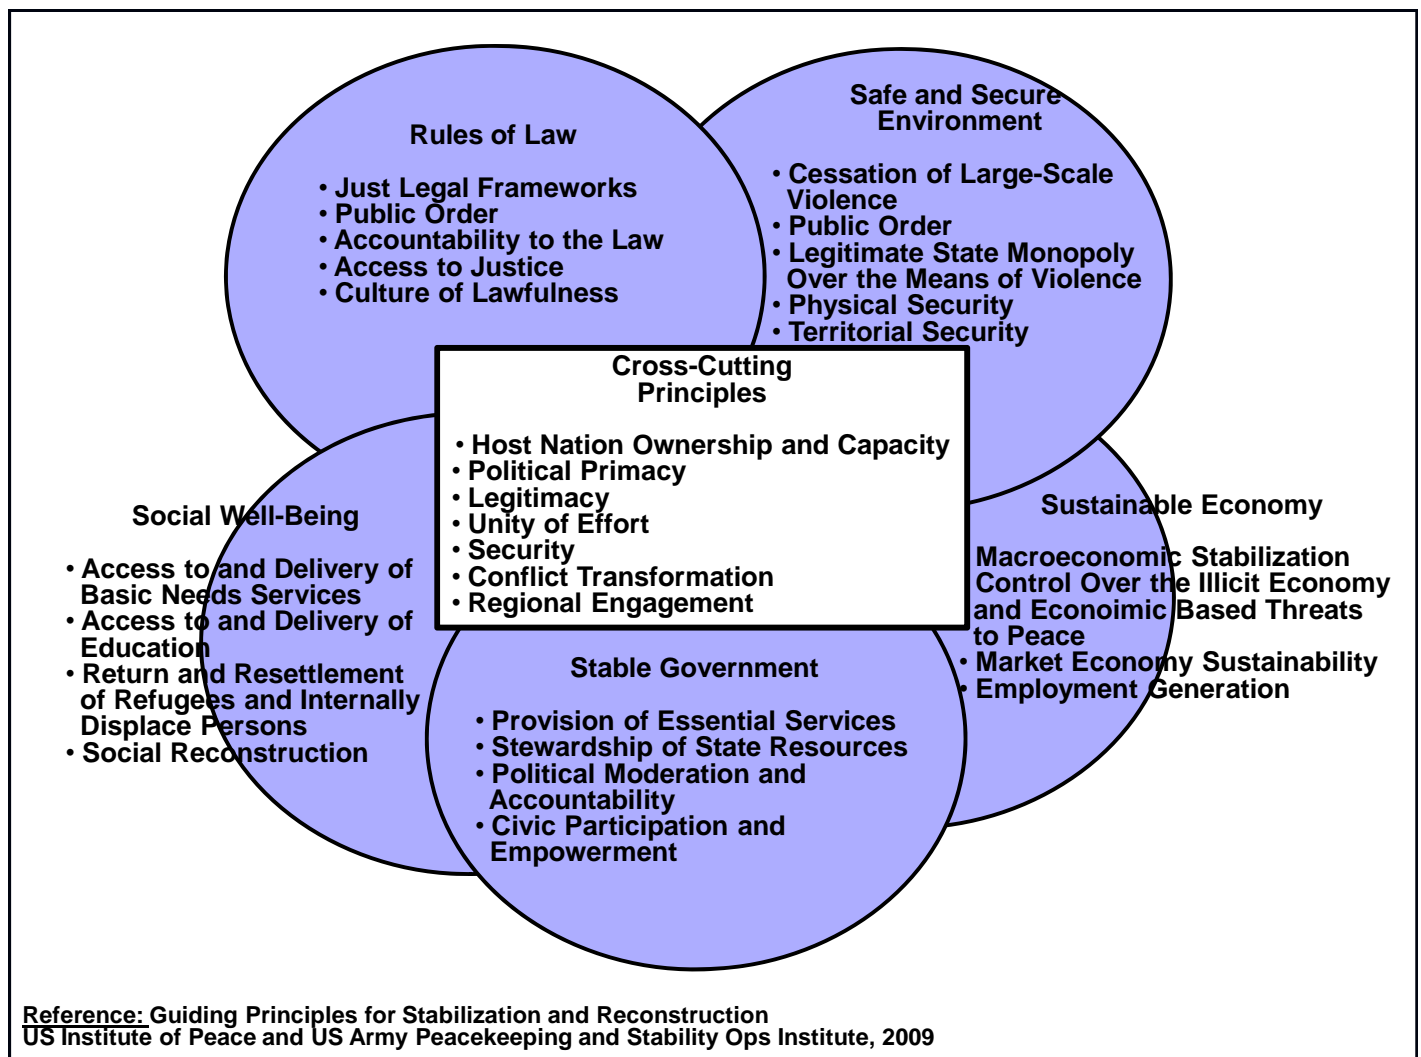 Rules of Law
• Just Legal Frameworks
• Public Order
• Accountability to the Law
• Access to Justice
• Culture of Lawfulness
Safe and Secure
Environment
• Cessation of Large-Scale
Violence
• Public Order
• Legitimate State Monopoly
Over the Means of Violence
• Physical Security
• Territorial Security
Cross-Cutting
Principles
• Host Nation Ownership and Capacity
• Political Primacy
• Legitimacy
• Unity of Effort
• Security
• Conflict Transformation
• Regional Engagement
Social Well-Being
• Access to and Delivery of
Basic Needs Services
• Access to and Delivery of
Education
• Return and Resettlement
of Refugees and Internally
Displace Persons
• Social Reconstruction
Sustainable Economy
Macroeconomic Stabilization
Control Over the Illicit Economy
and Econoimic Based Threats
to Peace
• Market Economy Sustainability
• Employment Generation
Stable Government
• Provision of Essential Services
• Stewardship of State Resources
• Political Moderation and
Accountability
• Civic Participation and
Empowerment
Reference: Guiding Principles for Stabilization and Reconstruction
US Institute of Peace and US Army Peacekeeping and Stability Ops Institute, 2009